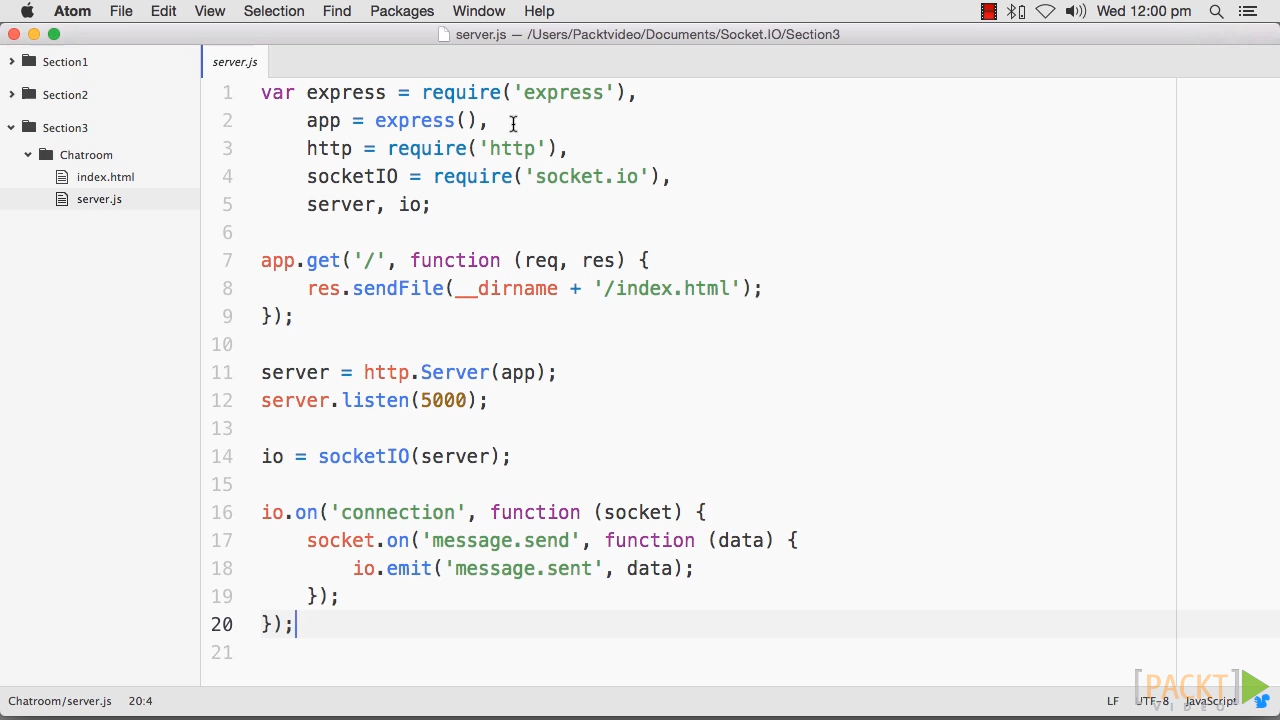 Atom File Edit View Selection Find Packages Window Help Wed 12:00 pm
server.js — /Users/Packtvideo/Documents/Socket.IO/Section3
Section1
Section2
Section3
Chatroom
index.html
server.js
server.js
1 var express = require('express'),
2 app = express(),
3 http = require('http'),
4 socketIO = require('socket.io'),
5 server, io;
6
7 app.get('/', function (req, res) {
8 res.sendFile(__dirname + '/index.html');
9 });
10
11 server = http.Server(app);
12 server.listen(5000);
13
14 io = socketIO(server);
15
16 io.on('connection', function (socket) {
17 socket.on('message.send', function (data) {
18 io.emit('message.sent', data);
19 });
20 });
21
Chatroom/server.js 20:4 LF UTF-8 JavaScript
[PACKT]
VIDEO